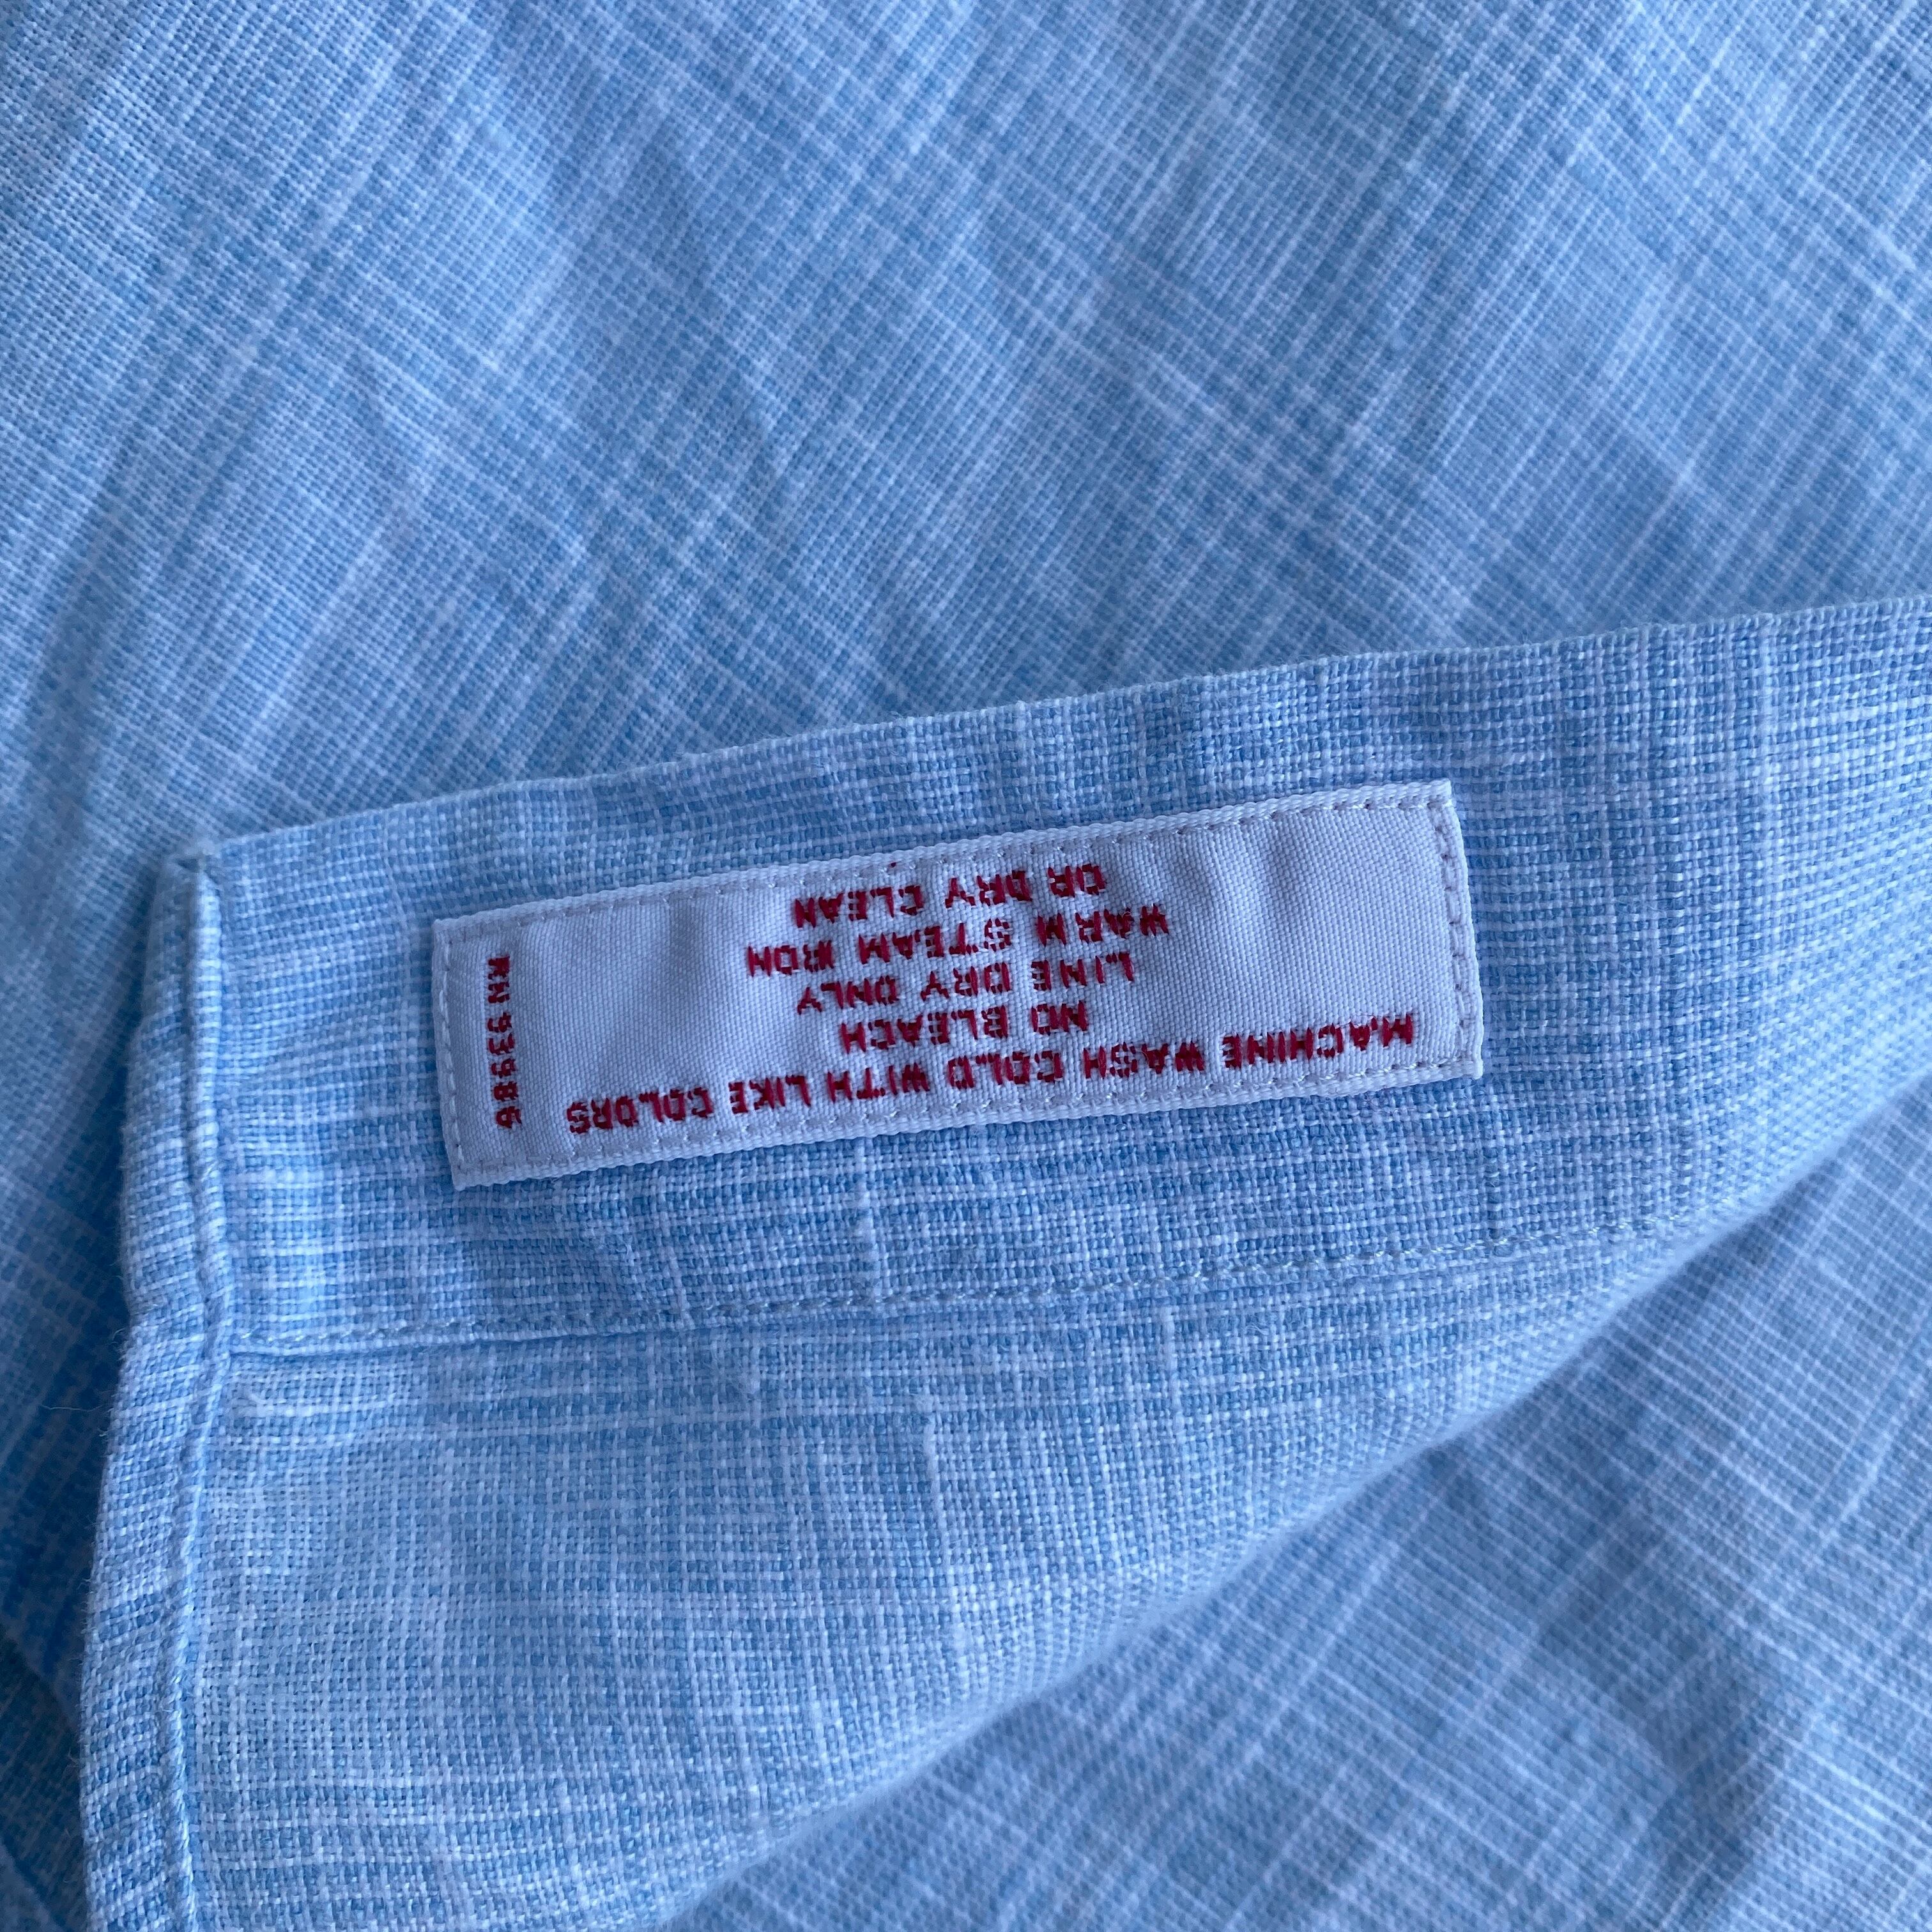 MACHINE WASH COLD WITH LIKE COLORS
NO BLEACH
LINE DRY ONLY
WARM STEAM IRON
OR DRY CLEAN
RN 93986